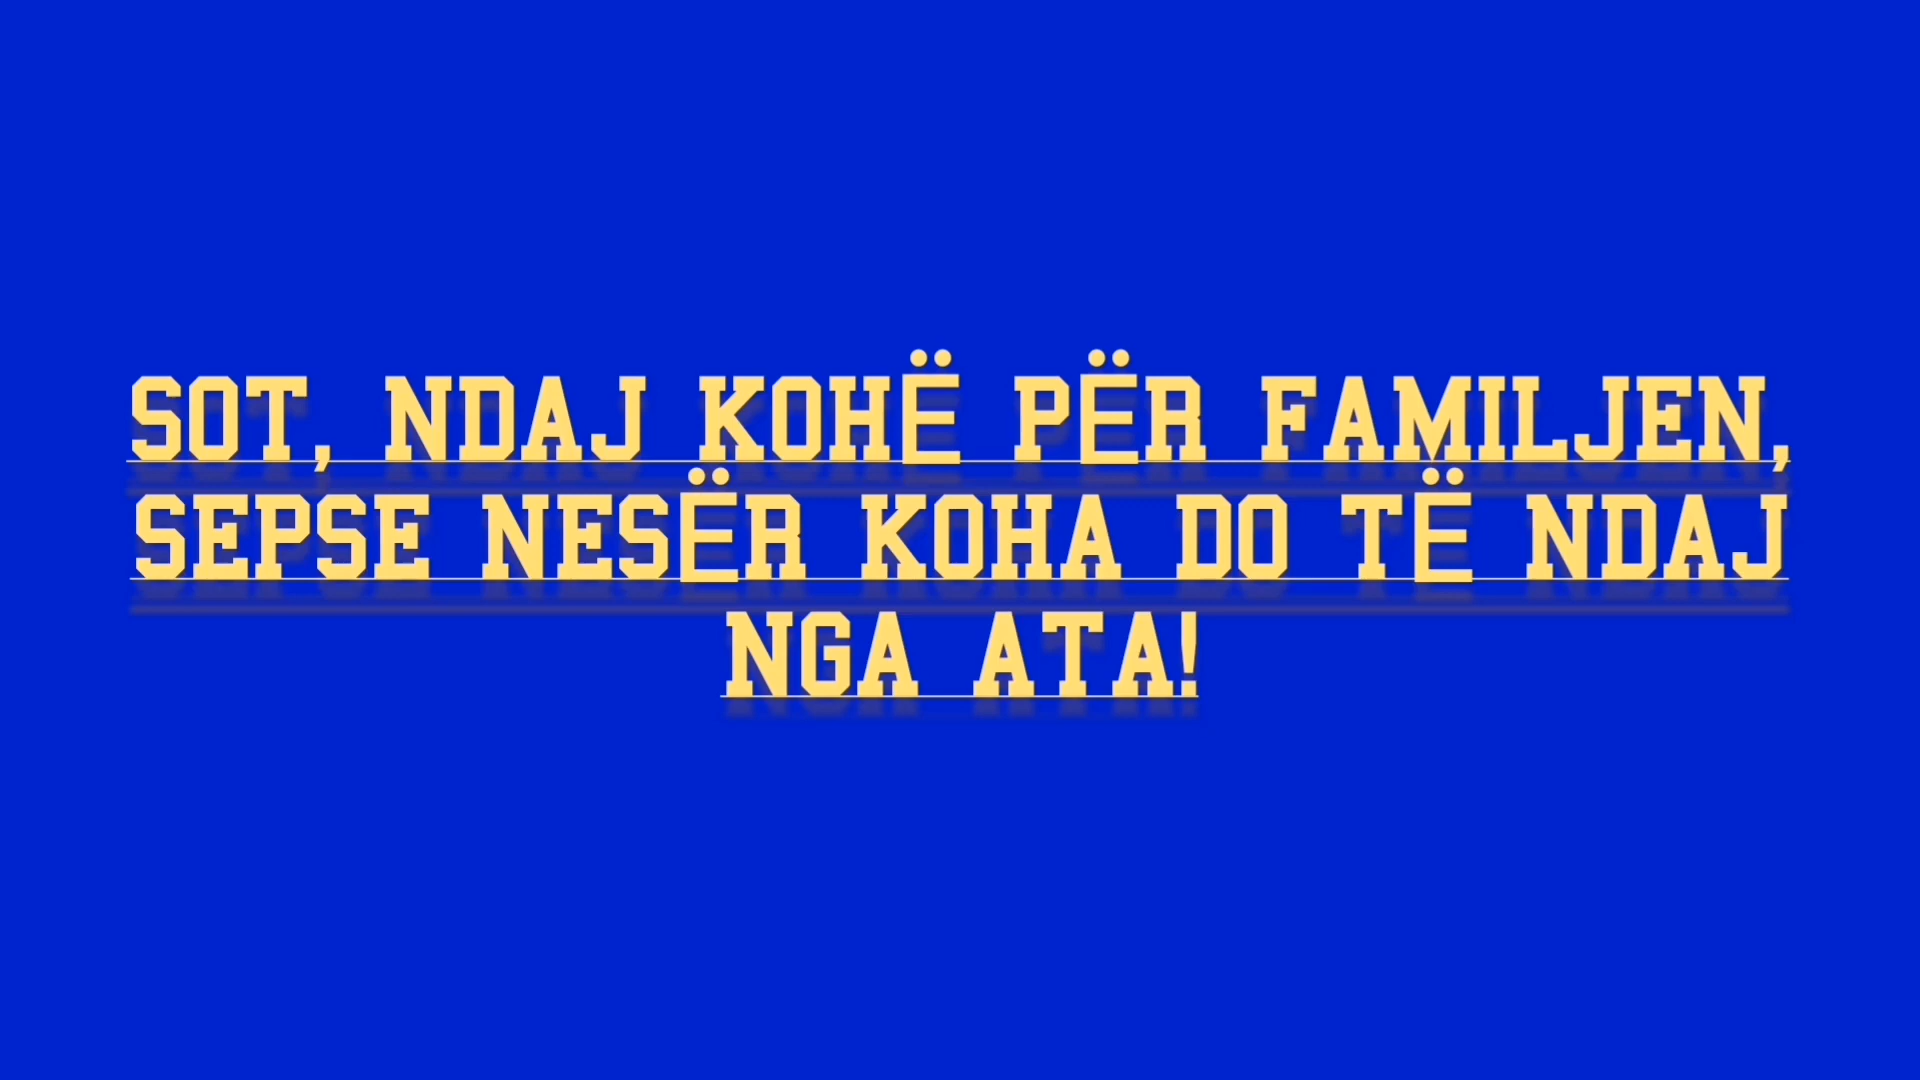 SOT, NDAJ KOHË PËR FAMILJEN,
SEPSE NESËR KOHA DO TË NDAJ
NGA ATA!